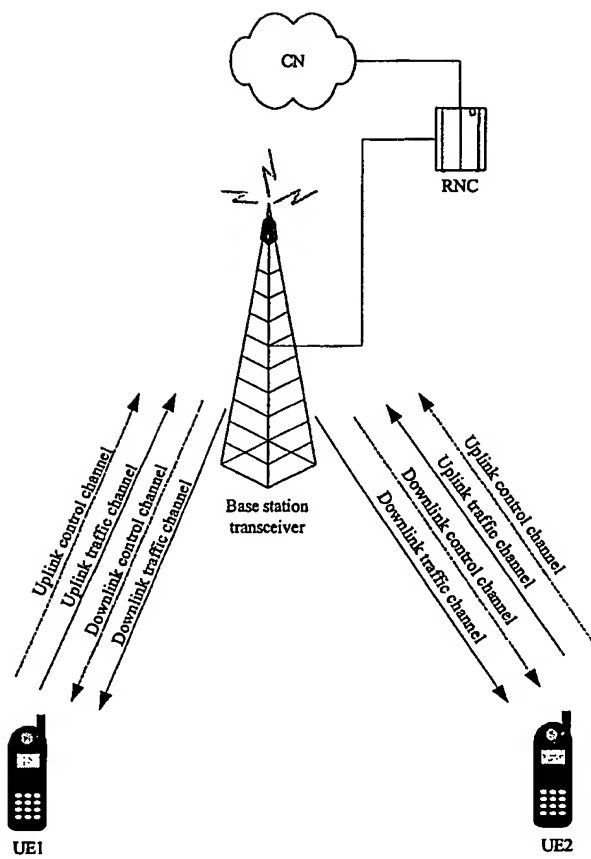 CN
RNC
Base station
transceiver
Uplink control channel
Uplink traffic channel
Downlink control channel
Downlink traffic channel
Uplink control channel
Uplink traffic channel
Downlink control channel
Downlink traffic channel
UE1
UE2